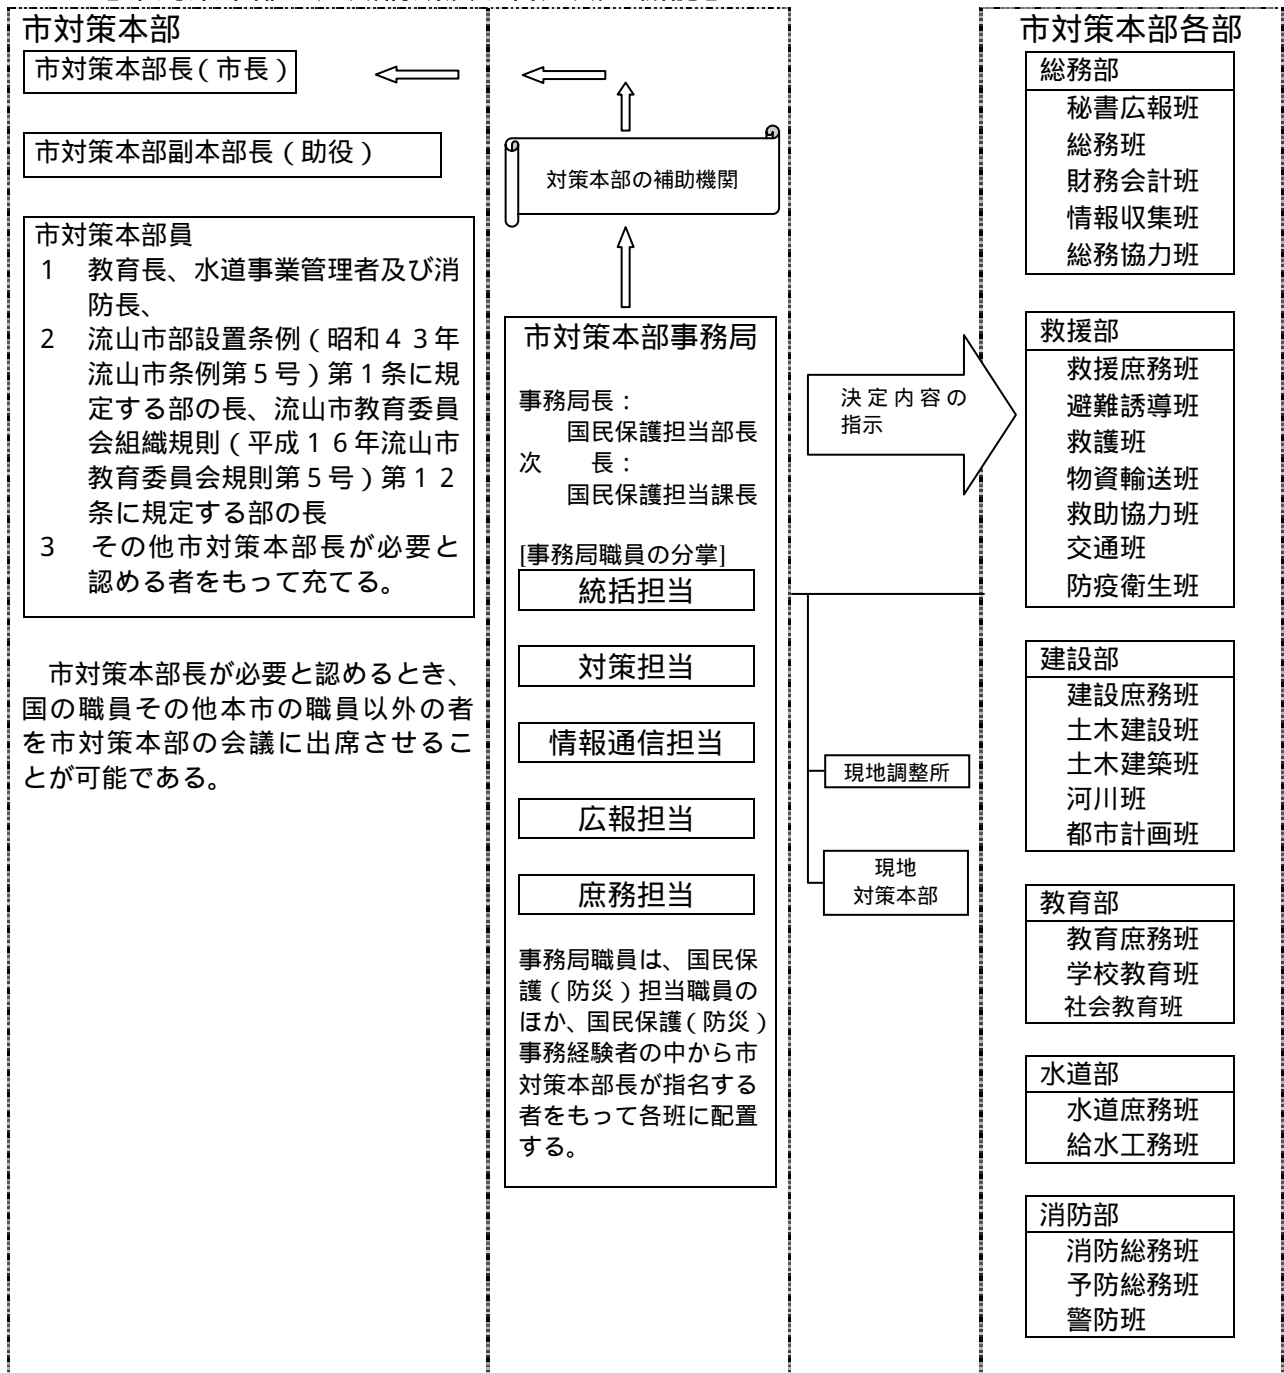 市対策本部
市対策本部長（市長）
市対策本部副本部長（助役）
市対策本部員
1　教育長、水道事業管理者及び消
防長、
2　流山市部設置条例（昭和４３年
流山市条例第５号）第１条に規
定する部の長、流山市教育委員
会組織規則（平成１６年流山市
教育委員会規則第５号）第１２
条に規定する部の長
3　その他市対策本部長が必要と
認める者をもって充てる。
市対策本部長が必要と認めるとき、
国の職員その他本市の職員以外の者
を市対策本部の会議に出席させるこ
とが可能である。
対策本部の補助機関
市対策本部事務局
事務局長：
国民保護担当部長
次　　長：
国民保護担当課長
[事務局職員の分掌]
統括担当
対策担当
情報通信担当
広報担当
庶務担当
事務局職員は、国民保
護（防災）担当職員の
ほか、国民保護（防災）
事務経験者の中から市
対策本部長が指名する
者をもって各班に配置
する。
決定内容の
指示
現地調整所
現地
対策本部
市対策本部各部
総務部
秘書広報班
総務班
財務会計班
情報収集班
総務協力班
救援部
救援庶務班
避難誘導班
救護班
物資輸送班
救助協力班
交通班
防疫衛生班
建設部
建設庶務班
土木建設班
土木建築班
河川班
都市計画班
教育部
教育庶務班
学校教育班
社会教育班
水道部
水道庶務班
給水工務班
消防部
消防総務班
予防総務班
警防班